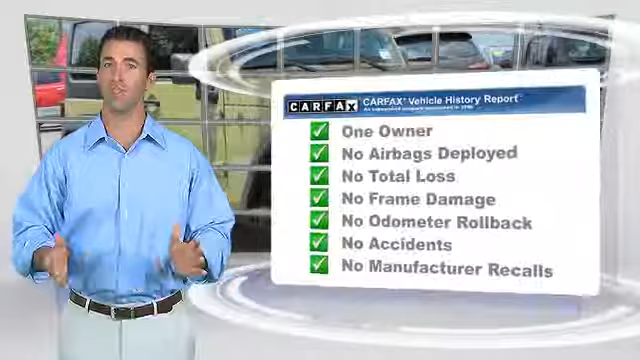 CARFAX CARFAX Vehicle History Report
One Owner
No Airbags Deployed
No Total Loss
No Frame Damage
No Odometer Rollback
No Accidents
No Manufacturer Recalls